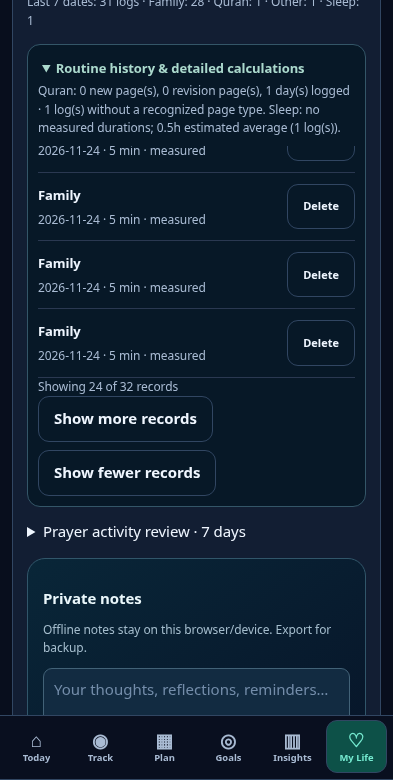 Last 7 dates: 31 logs · Family: 28 · Quran: 1 · Other: 1 · Sleep:
1
▼ Routine history & detailed calculations
Quran: 0 new page(s), 0 revision page(s), 1 day(s) logged
· 1 log(s) without a recognized page type. Sleep: no
measured durations; 0.5h estimated average (1 log(s)).
2026-11-24 · 5 min · measured
Family
2026-11-24 · 5 min · measured
Delete
Family
2026-11-24 · 5 min · measured
Delete
Family
2026-11-24 · 5 min · measured
Delete
Showing 24 of 32 records
Show more records
Show fewer records
▶ Prayer activity review · 7 days
Private notes
Offline notes stay on this browser/device. Export for
backup.
Your thoughts, reflections, reminders...
Today
Track
Plan
Goals
Insights
My Life